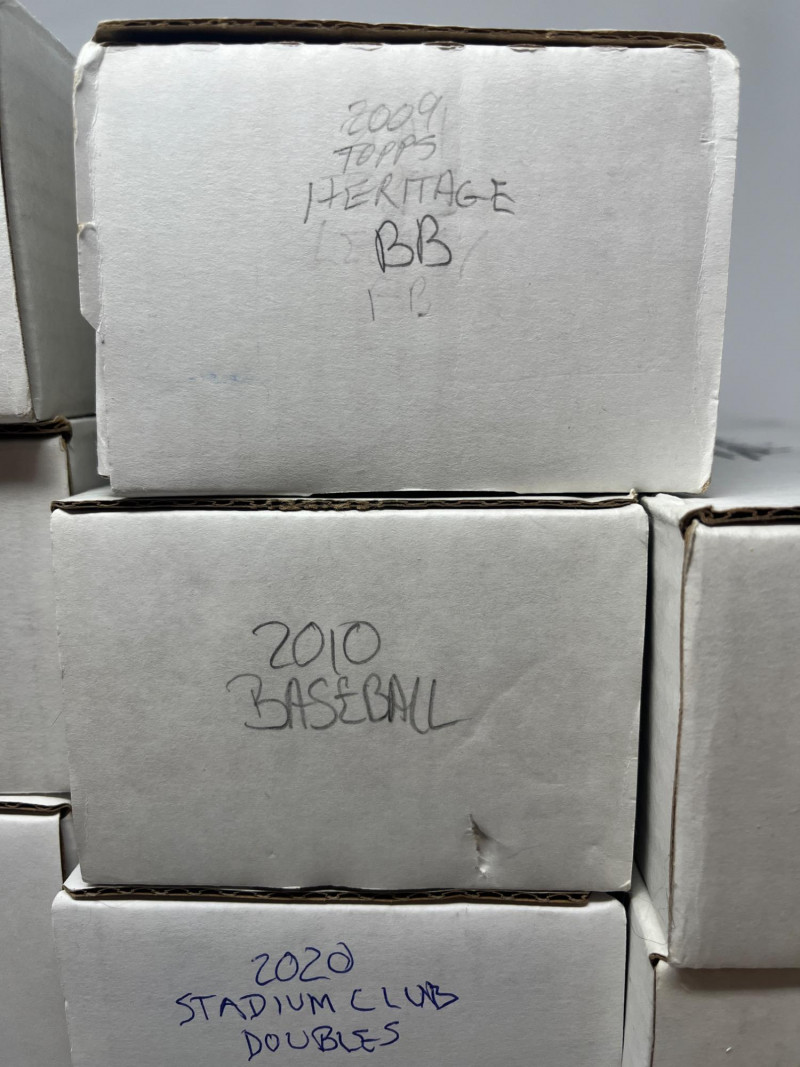 2009
TOPPS
HERITAGE
BB
2010
BASEBALL
2020
STADIUM CLUB
DOUBLES